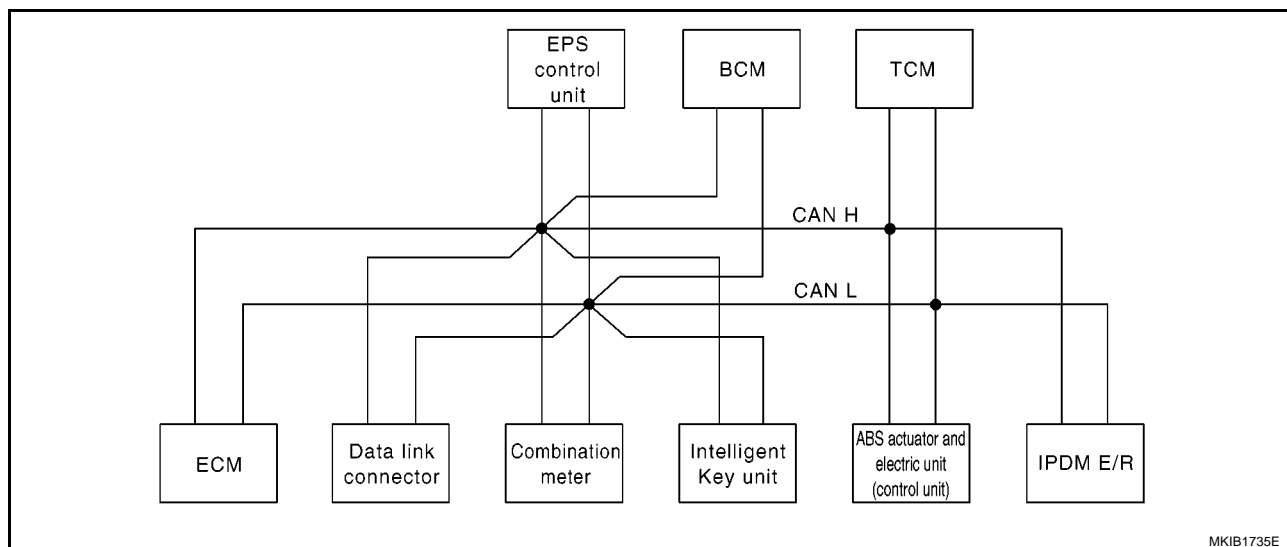 EPS
control
unit
BCM
TCM
CAN H
CAN L
ECM
Data link
connector
Combination
meter
Intelligent
Key unit
ABS actuator and
electric unit
(control unit)
IPDM E/R
MKIB1735E